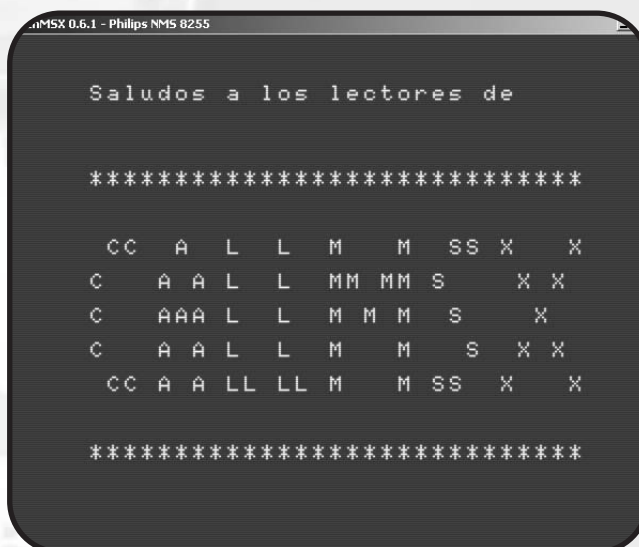 enMSX 0.6.1 - Philips NMS 8255
Saludos a los lectores de
*****************************
 CC  A  L  L  M   M  SS X   X
C   A A L  L  MM MM S    X X
C   AAA L  L  M M M  S    X
C   A A L  L  M   M   S  X X
 CC A A LL LL M   M SS  X   X
*****************************